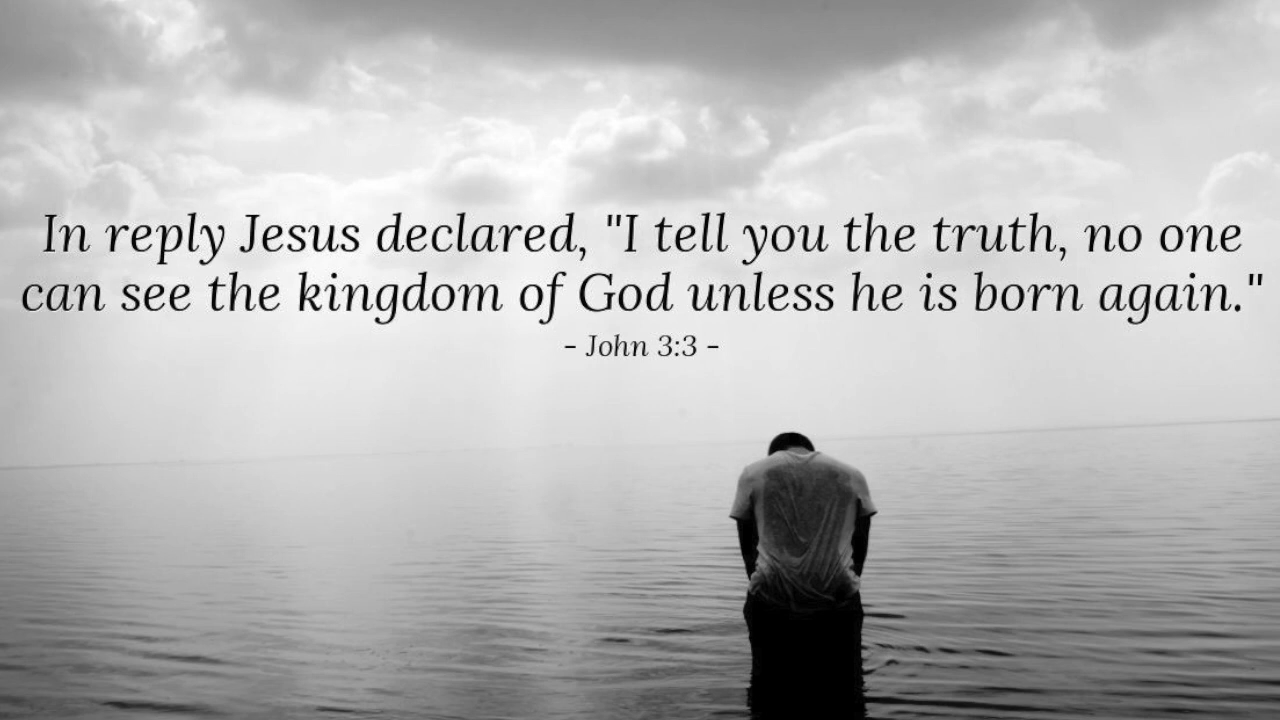 In reply Jesus declared, "I tell you the truth, no one
can see the kingdom of God unless he is born again."
- John 3:3 -